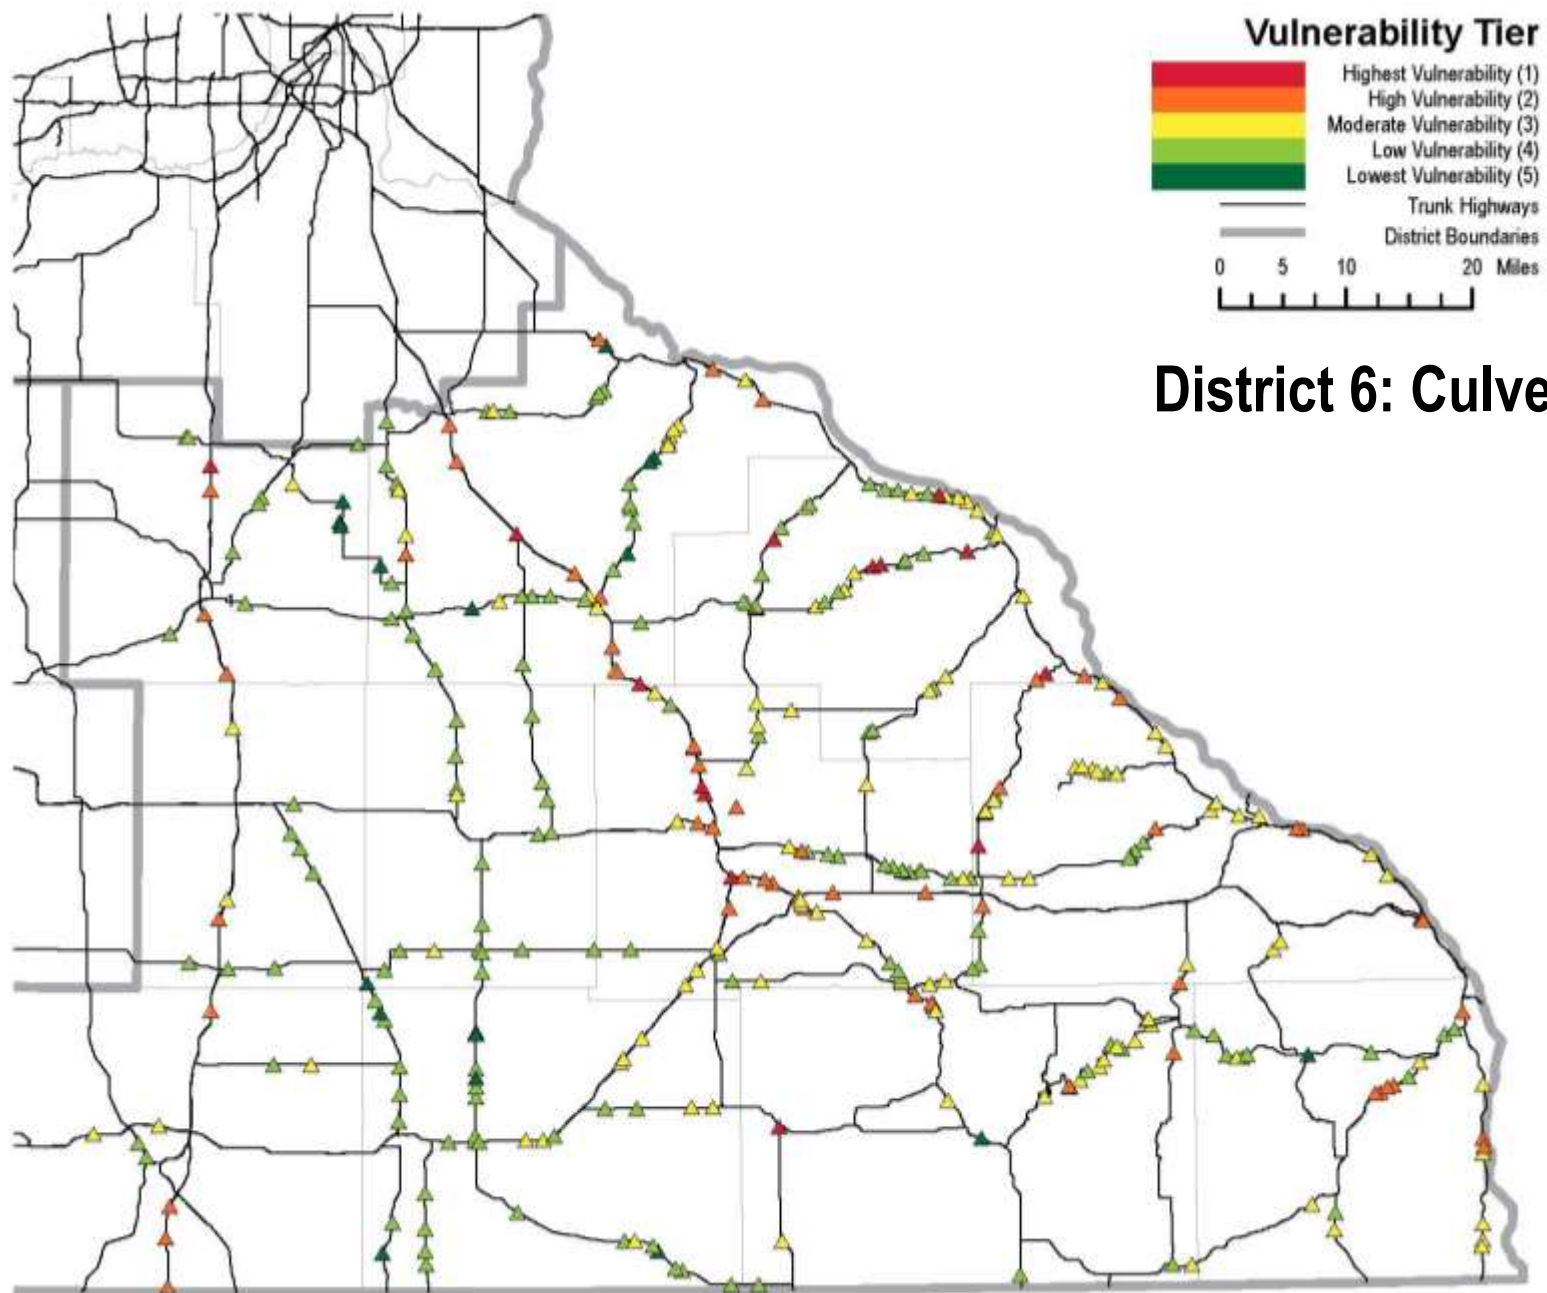 Vulnerability Tier
Highest Vulnerability (1)
High Vulnerability (2)
Moderate Vulnerability (3)
Low Vulnerability (4)
Lowest Vulnerability (5)
Trunk Highways
District Boundaries
0 5 10 20 Miles
District 6: Culve